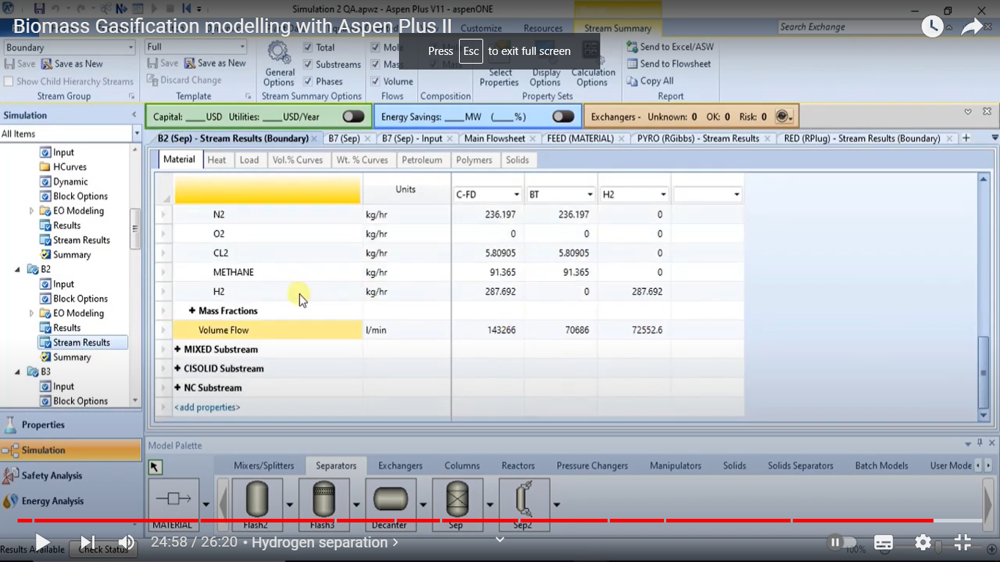 Simulation 2 QA.apwz - Aspen Plus V11 - aspenONE
Biomass Gasification modelling with Aspen Plus II
Customize Resources Stream Summary Search Exchange
Press Esc to exit full screen
Boundary
Save Save as New
Show Child Hierarchy Streams
Stream Group
Full
Save Save as New
Discard Change
Template
General Options
Total
Substreams
Phases
Stream Summary Options
Mole
Mass
Volume
Flows
Mass
Composition
Select Properties
Display Options
Calculation Options
Property Sets
Send to Excel/ASW
Send to Flowsheet
Copy All
Report
Capital: ____USD Utilities: ____USD/Year
Energy Savings: ____MW (____%)
Exchangers - Unknown: 0 OK: 0 Risk: 0
Simulation
All Items
Input
HCurves
Dynamic
Block Options
EO Modeling
Results
Stream Results
Summary
B2
Input
Block Options
EO Modeling
Results
Stream Results
Summary
B3
Input
Block Options
Properties
Simulation
Safety Analysis
Energy Analysis
B2 (Sep) - Stream Results (Boundary) B7 (Sep) B7 (Sep) - Input Main Flowsheet FEED (MATERIAL) PYRO (RGibbs) - Stream Results RED (RPlug) - Stream Results (Boundary)
Material Heat Load Vol.% Curves Wt. % Curves Petroleum Polymers Solids
Units C-FD BT H2
N2 kg/hr 236.197 236.197 0
O2 kg/hr 0 0 0
CL2 kg/hr 5.80905 5.80905 0
METHANE kg/hr 91.365 91.365 0
H2 kg/hr 287.692 0 287.692
+ Mass Fractions
Volume Flow l/min 143266 70686 72552.6
+ MIXED Substream
+ CISOLID Substream
+ NC Substream
<add properties>
Model Palette
Mixers/Splitters Separators Exchangers Columns Reactors Pressure Changers Manipulators Solids Solids Separators Batch Models User Mode
MATERIAL Flash2 Flash3 Decanter Sep Sep2
24:58 / 26:20 • Hydrogen separation
Results Available Check Status 100%